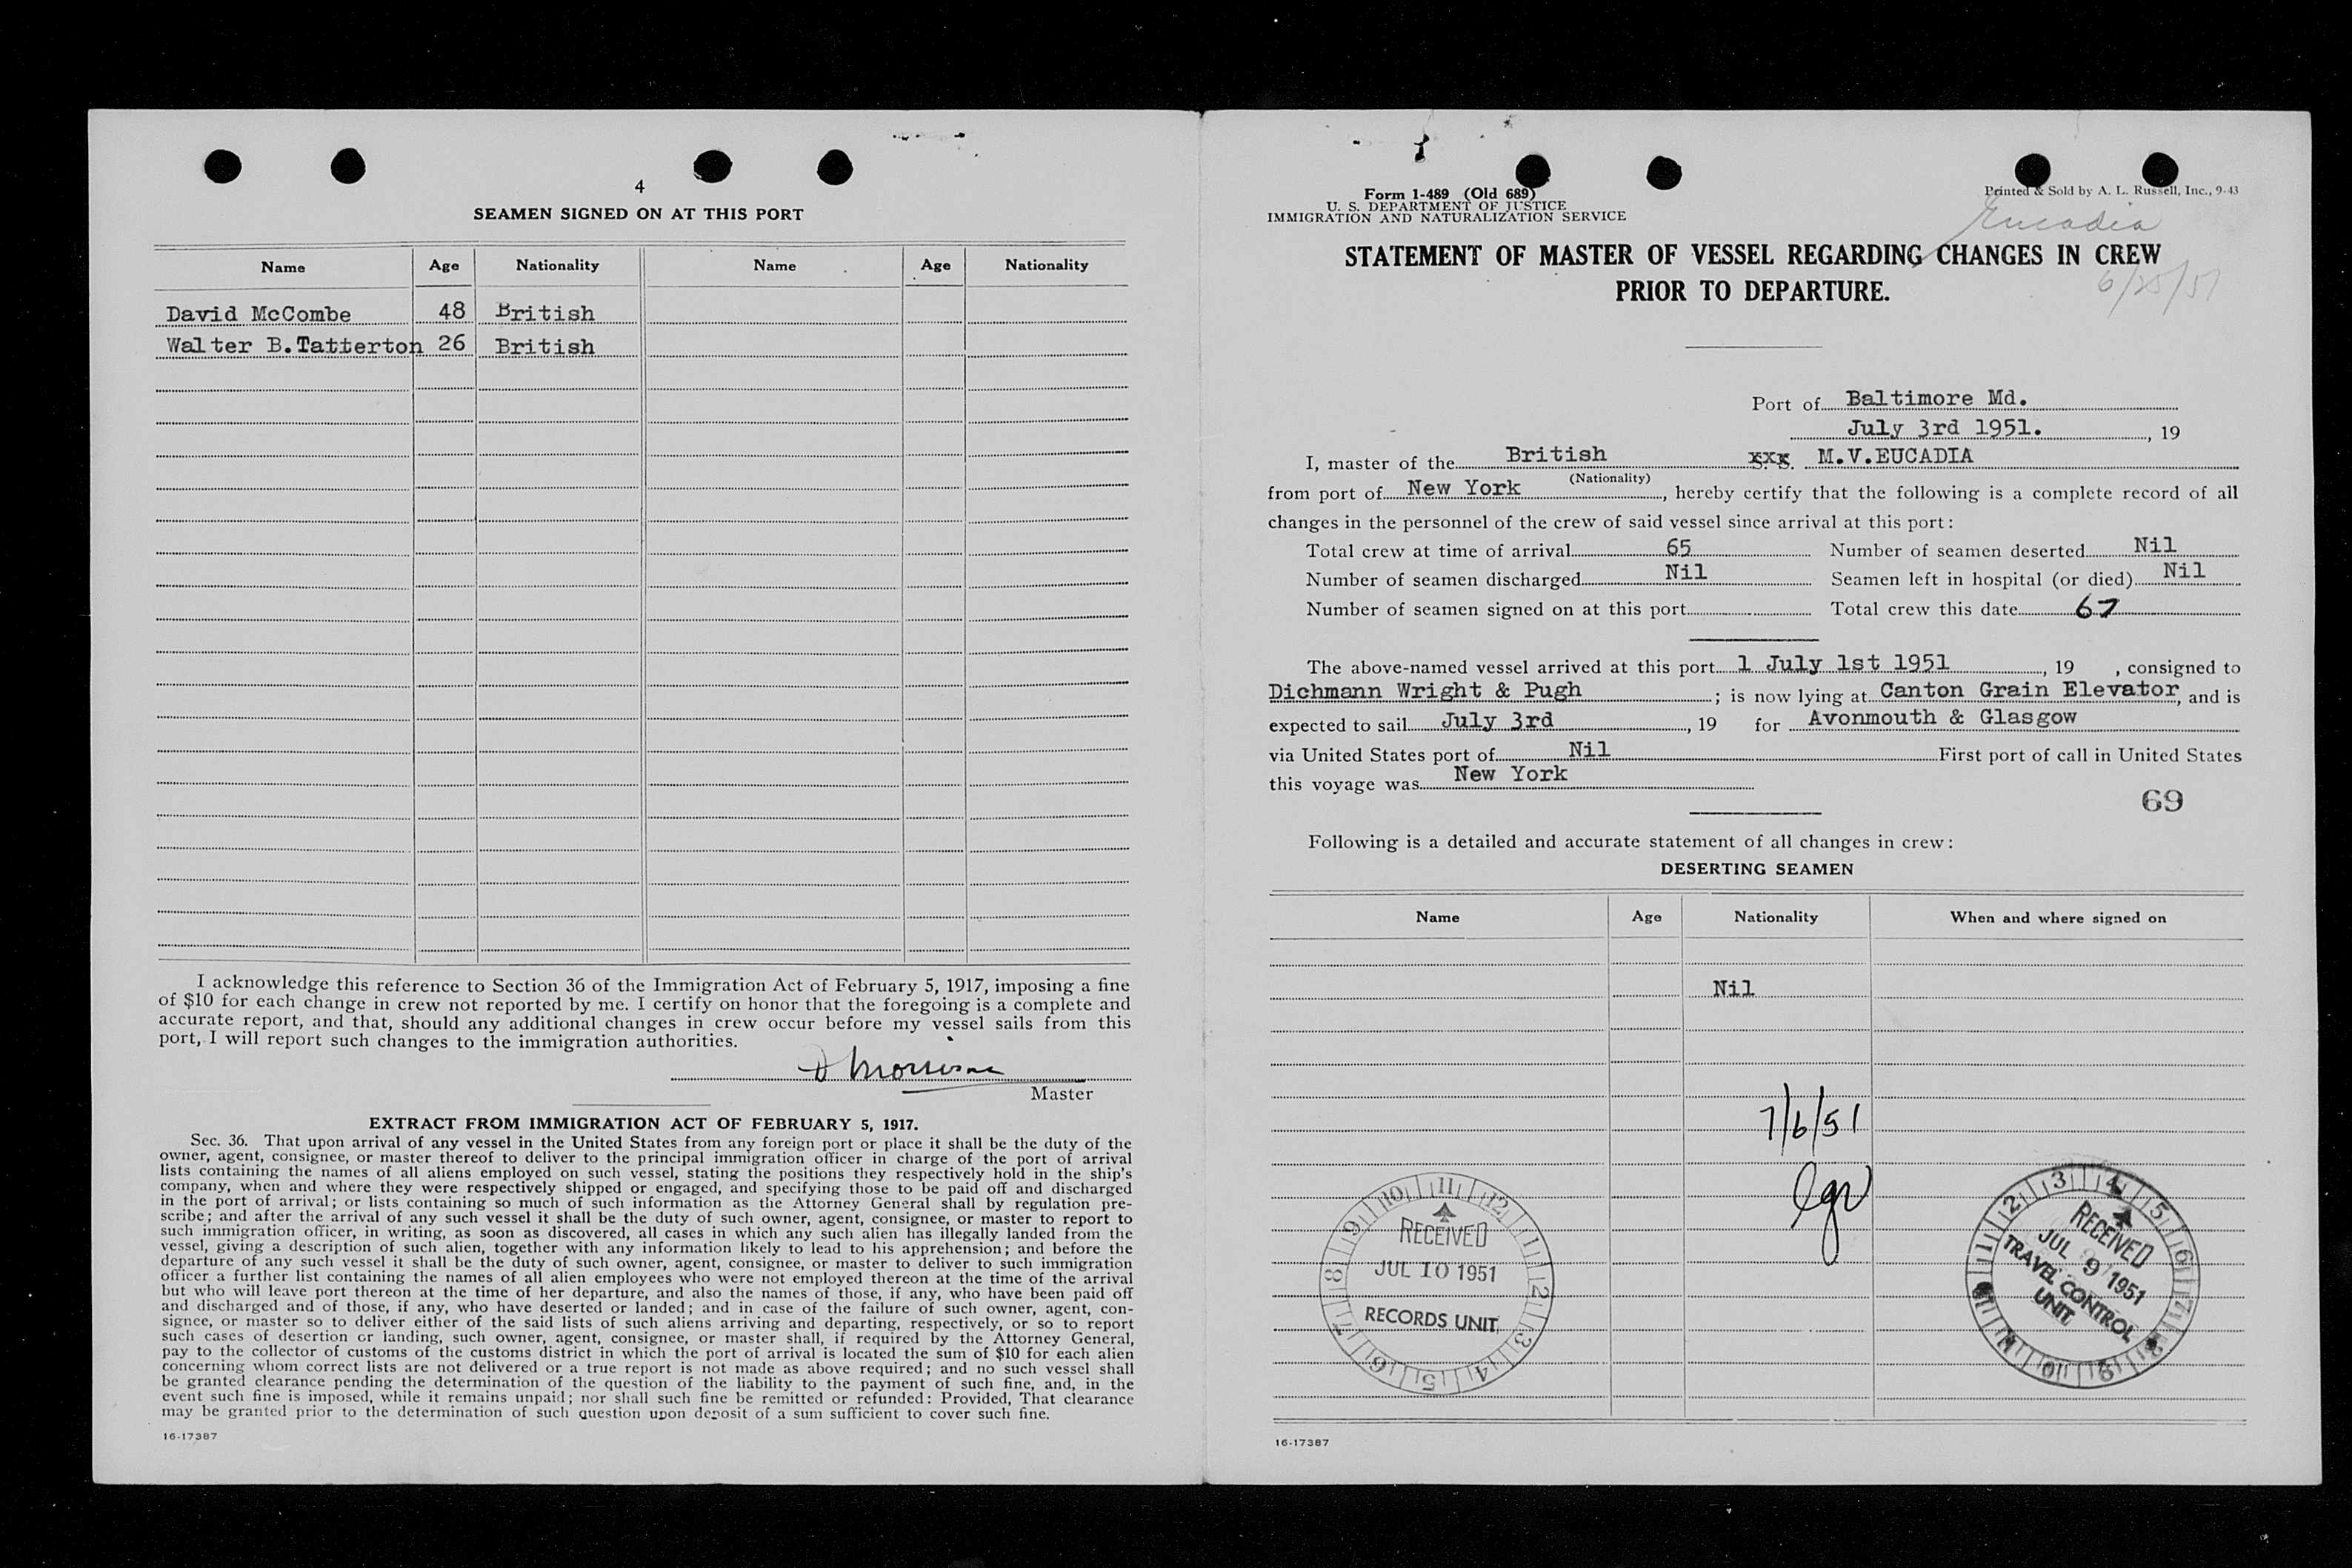 4
SEAMEN SIGNED ON AT THIS PORT
Name Age Nationality Name Age Nationality
David McCombe 48 British
Walter B.Tatterton 26 British
I acknowledge this reference to Section 36 of the Immigration Act of February 5, 1917, imposing a fine
of $10 for each change in crew not reported by me. I certify on honor that the foregoing is a complete and
accurate report, and that, should any additional changes in crew occur before my vessel sails from this
port, I will report such changes to the immigration authorities.
D Morrison
Master
EXTRACT FROM IMMIGRATION ACT OF FEBRUARY 5, 1917.
Sec. 36. That upon arrival of any vessel in the United States from any foreign port or place it shall be the duty of the
owner, agent, consignee, or master thereof to deliver to the principal immigration officer in charge of the port of arrival
lists containing the names of all aliens employed on such vessel, stating the positions they respectively hold in the ship's
company, when and where they were respectively shipped or engaged, and specifying those to be paid off and discharged
in the port of arrival; or lists containing so much of such information as the Attorney General shall by regulation pre-
scribe; and after the arrival of any such vessel it shall be the duty of such owner, agent, consignee, or master to report to
such immigration officer, in writing, as soon as discovered, all cases in which any such alien has illegally landed from the
vessel, giving a description of such alien, together with any information likely to lead to his apprehension; and before the
departure of any such vessel it shall be the duty of such owner, agent, consignee, or master to deliver to such immigration
officer a further list containing the names of all alien employees who were not employed thereon at the time of the arrival
but who will leave port thereon at the time of her departure, and also the names of those, if any, who have been paid off
and discharged and of those, if any, who have deserted or landed; and in case of the failure of such owner, agent, con-
signee, or master so to deliver either of the said lists of such aliens arriving and departing, respectively, or so to report
such cases of desertion or landing, such owner, agent, consignee, or master shall, if required by the Attorney General,
pay to the collector of customs of the customs district in which the port of arrival is located the sum of $10 for each alien
concerning whom correct lists are not delivered or a true report is not made as above required; and no such vessel shall
be granted clearance pending the determination of the question of the liability to the payment of such fine, and, in the
event such fine is imposed, while it remains unpaid; nor shall such fine be remitted or refunded: Provided, That clearance
may be granted prior to the determination of such question upon deposit of a sum sufficient to cover such fine.
16-17387
Form 1-489 (Old 689)
U. S. DEPARTMENT OF JUSTICE
IMMIGRATION AND NATURALIZATION SERVICE
Printed & Sold by A. L. Russell, Inc., 9-43
Eucadia
STATEMENT OF MASTER OF VESSEL REGARDING CHANGES IN CREW
PRIOR TO DEPARTURE.
6/25/51
Port of Baltimore Md.
July 3rd 1951. , 19
I, master of the British xxx M.V.EUCADIA
(Nationality)
from port of New York , hereby certify that the following is a complete record of all
changes in the personnel of the crew of said vessel since arrival at this port:
Total crew at time of arrival 65 Number of seamen deserted Nil
Number of seamen discharged Nil Seamen left in hospital (or died) Nil
Number of seamen signed on at this port Total crew this date 67
The above-named vessel arrived at this port 1 July 1st 1951 , 19 , consigned to
Dichmann Wright & Pugh ; is now lying at Canton Grain Elevator, and is
expected to sail July 3rd , 19 for Avonmouth & Glasgow
via United States port of Nil First port of call in United States
this voyage was New York
69
Following is a detailed and accurate statement of all changes in crew:
DESERTING SEAMEN
Name Age Nationality When and where signed on
Nil
7/6/51
RECEIVED
JUL 10 1951
RECORDS UNIT
RECEIVED
JUL 9 1951
TRAVEL CONTROL
UNIT
16-17387